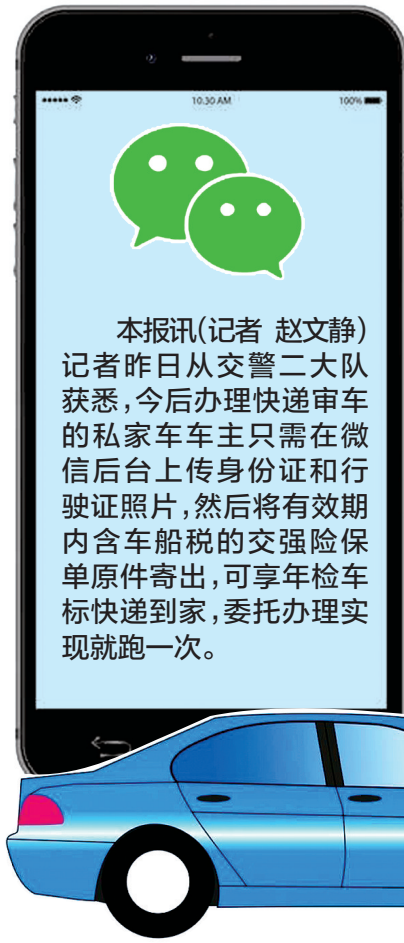 10:30 AM
100%
本报讯(记者 赵文静)
记者昨日从交警二大队
获悉,今后办理快递审车
的私家车车主只需在微
信后台上传身份证和行
驶证照片,然后将有效期
内含车船税的交强险保
单原件寄出,可享年检车
标快递到家,委托办理实
现就跑一次。